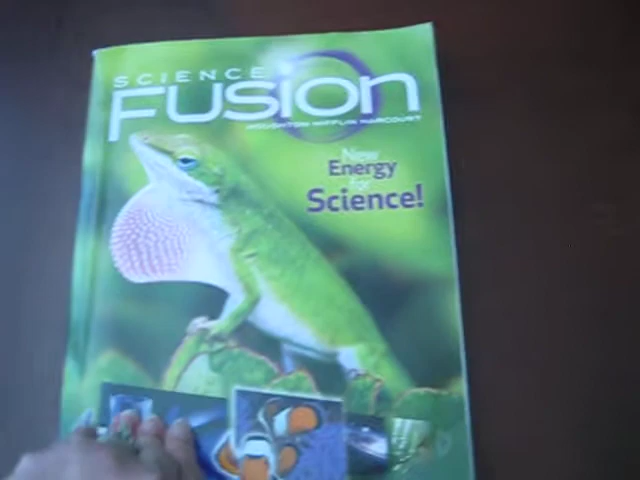 SCIENCE
FUSiON
HOUGHTON MIFFLIN HARCOURT
New
Energy
for
Science!